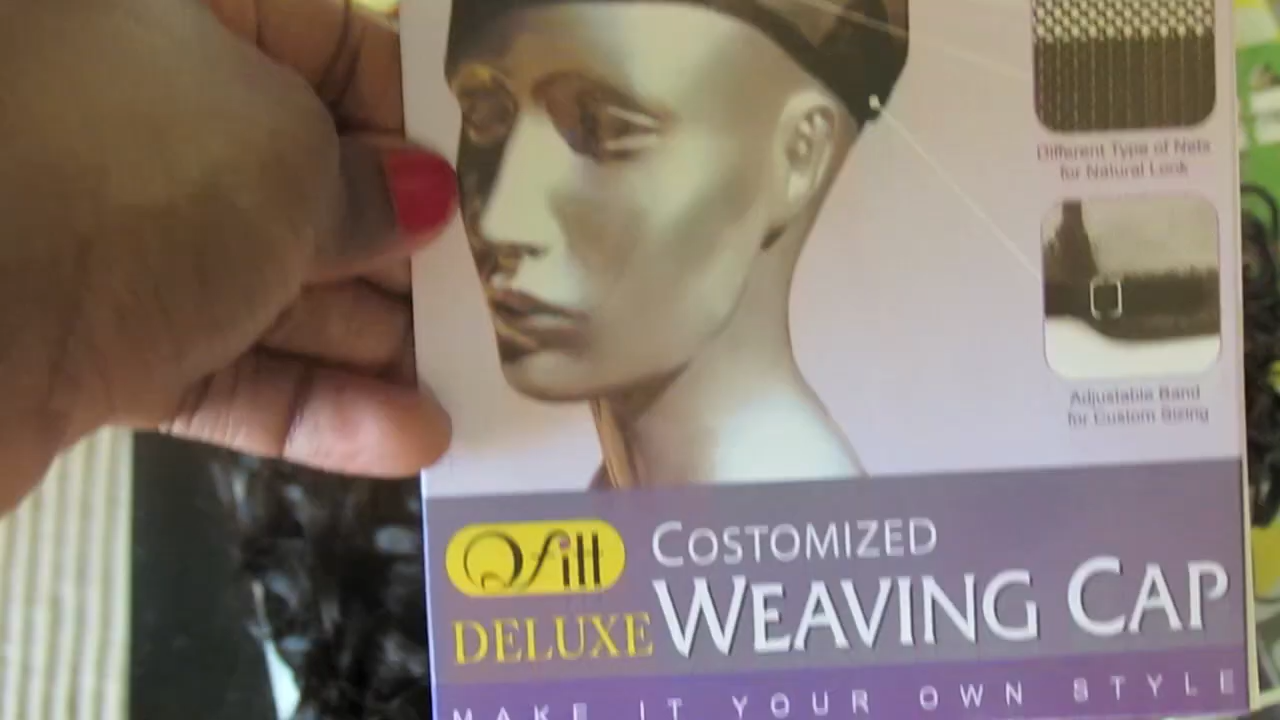 Different Type of Nets
for Natural Look
Adjustable Band
for Custom Sizing
Qfitt
COSTOMIZED
DELUXE WEAVING CAP
MAKE IT YOUR OWN STYLE